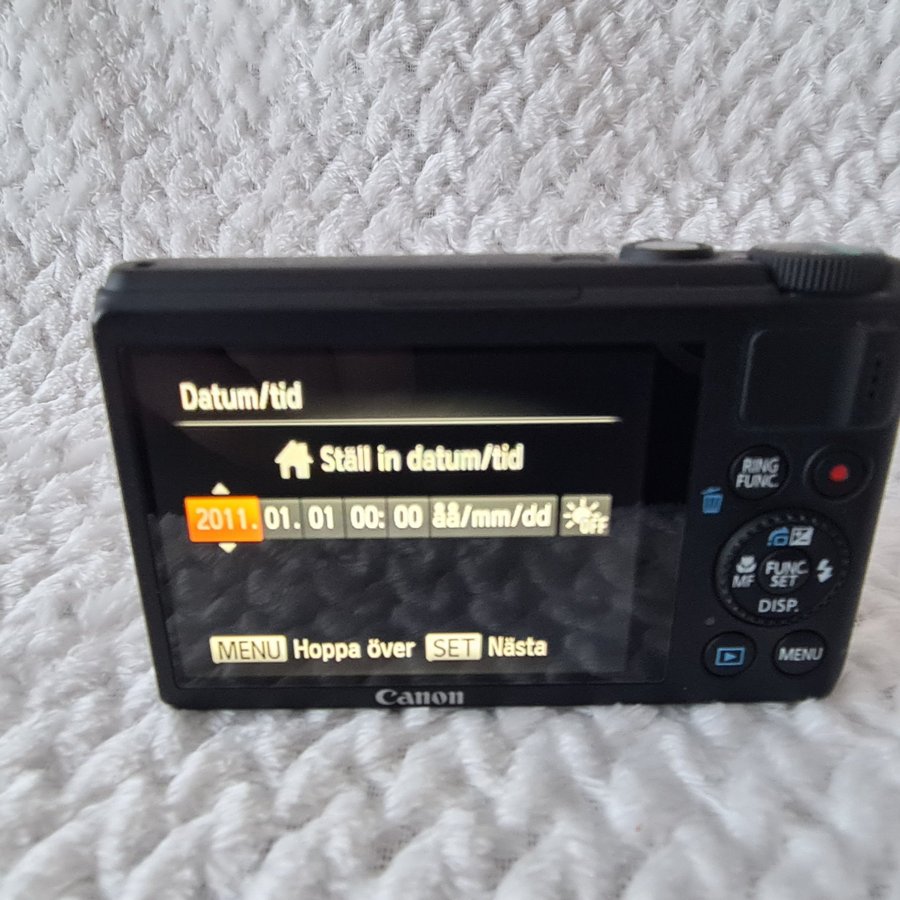 Datum/tid
Ställ in datum/tid
2011. 01. 01 00: 00 åå/mm/dd OFF
MENU Hoppa över SET Nästa
Canon
RING
FUNC.
MF
FUNC.
SET
DISP.
MENU